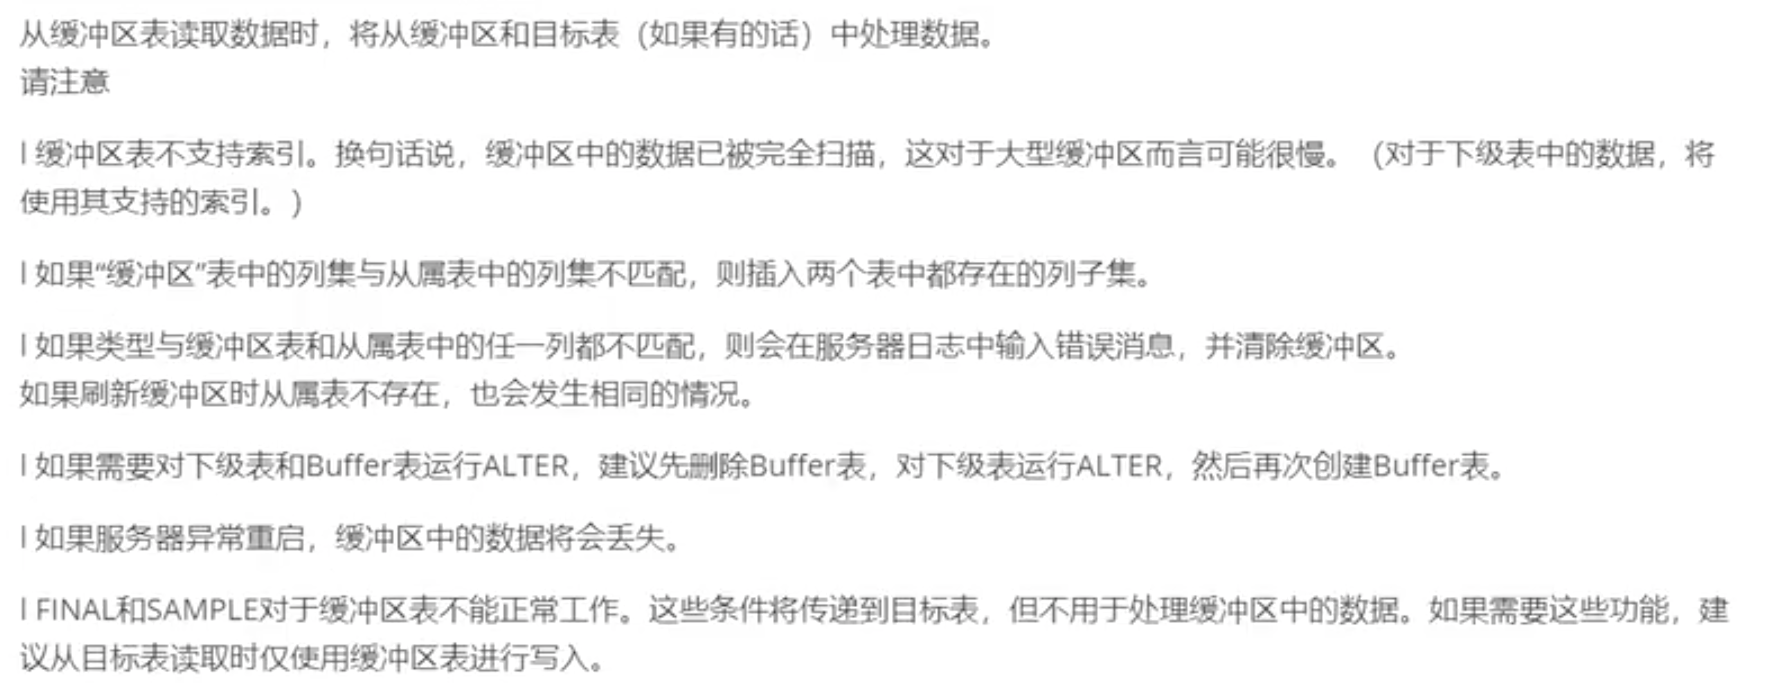 从缓冲区表读取数据时，将从缓冲区和目标表（如果有的话）中处理数据。
请注意
l 缓冲区表不支持索引。换句话说，缓冲区中的数据已被完全扫描，这对于大型缓冲区而言可能很慢。（对于下级表中的数据，将
使用其支持的索引。）
l 如果“缓冲区”表中的列集与从属表中的列集不匹配，则插入两个表中都存在的列子集。
l 如果类型与缓冲区表和从属表中的任一列都不匹配，则会在服务器日志中输入错误消息，并清除缓冲区。
如果刷新缓冲区时从属表不存在，也会发生相同的情况。
l 如果需要对下级表和Buffer表运行ALTER，建议先删除Buffer表，对下级表运行ALTER，然后再次创建Buffer表。
l 如果服务器异常重启，缓冲区中的数据将会丢失。
l FINAL和SAMPLE对于缓冲区表不能正常工作。这些条件将传递到目标表，但不用于处理缓冲区中的数据。如果需要这些功能，建
议从目标表读取时仅使用缓冲区表进行写入。